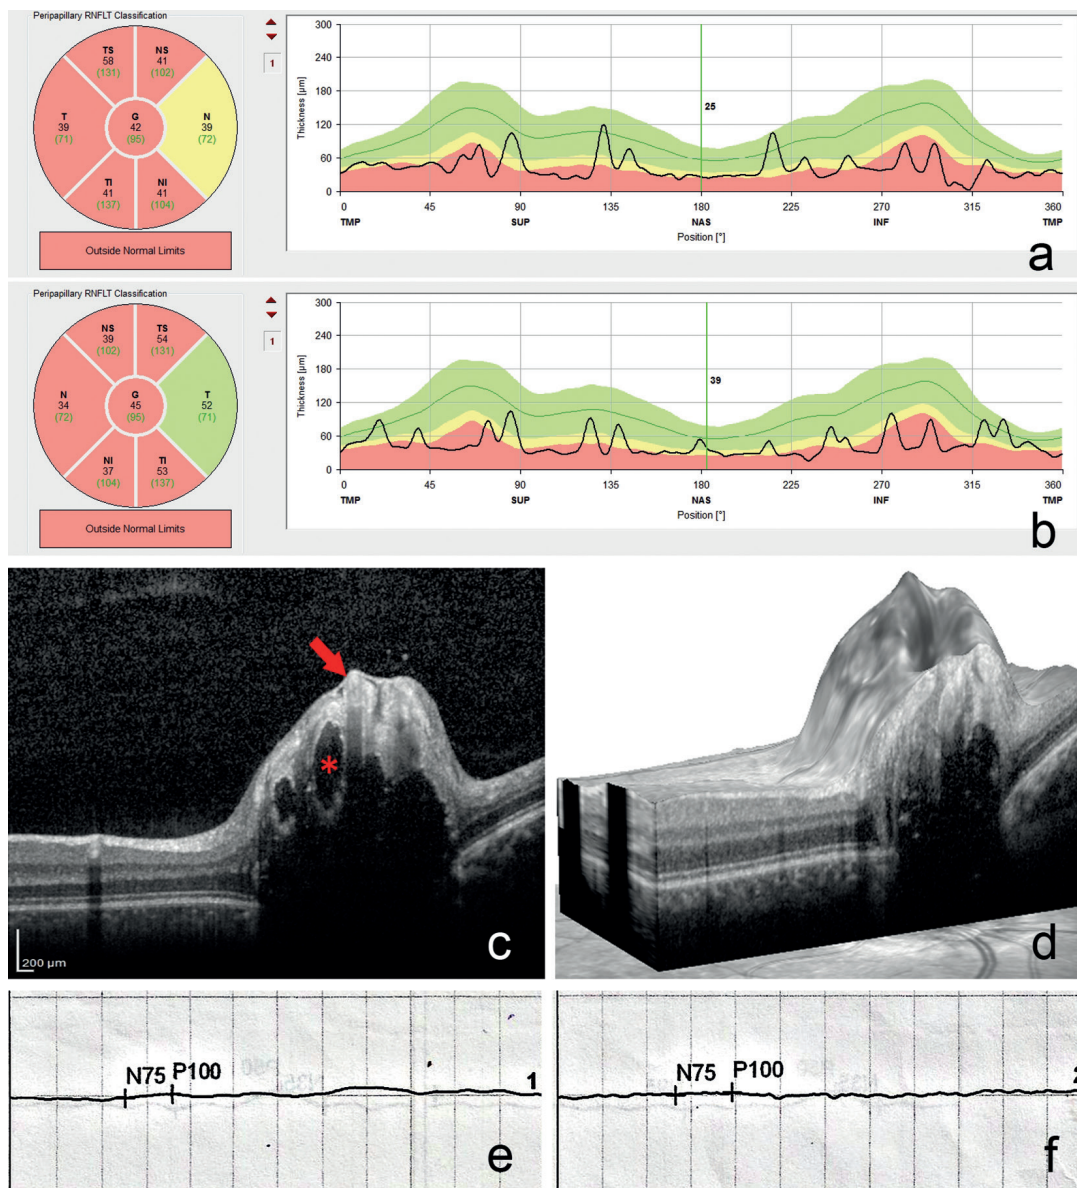 Peripapillary RNFLT Classification
TS
58
(131)
NS
41
(102)
T
39
(71)
G
42
(95)
N
39
(72)
TI
41
(137)
NI
41
(104)
Outside Normal Limits
1
Thickness [µm]
300
240
180
120
60
0
25
0 45 90 135 180 225 270 315 360
TMP SUP NAS INF TMP
Position [°]
a
Peripapillary RNFLT Classification
NS
39
(102)
TS
54
(131)
N
34
(72)
G
45
(95)
T
52
(71)
NI
37
(104)
TI
53
(137)
Outside Normal Limits
1
Thickness [µm]
300
240
180
120
60
0
39
0 45 90 135 180 225 270 315 360
TMP SUP NAS INF TMP
Position [°]
b
*
200 µm
c
d
N75 P100
1
e
N75 P100
2
f